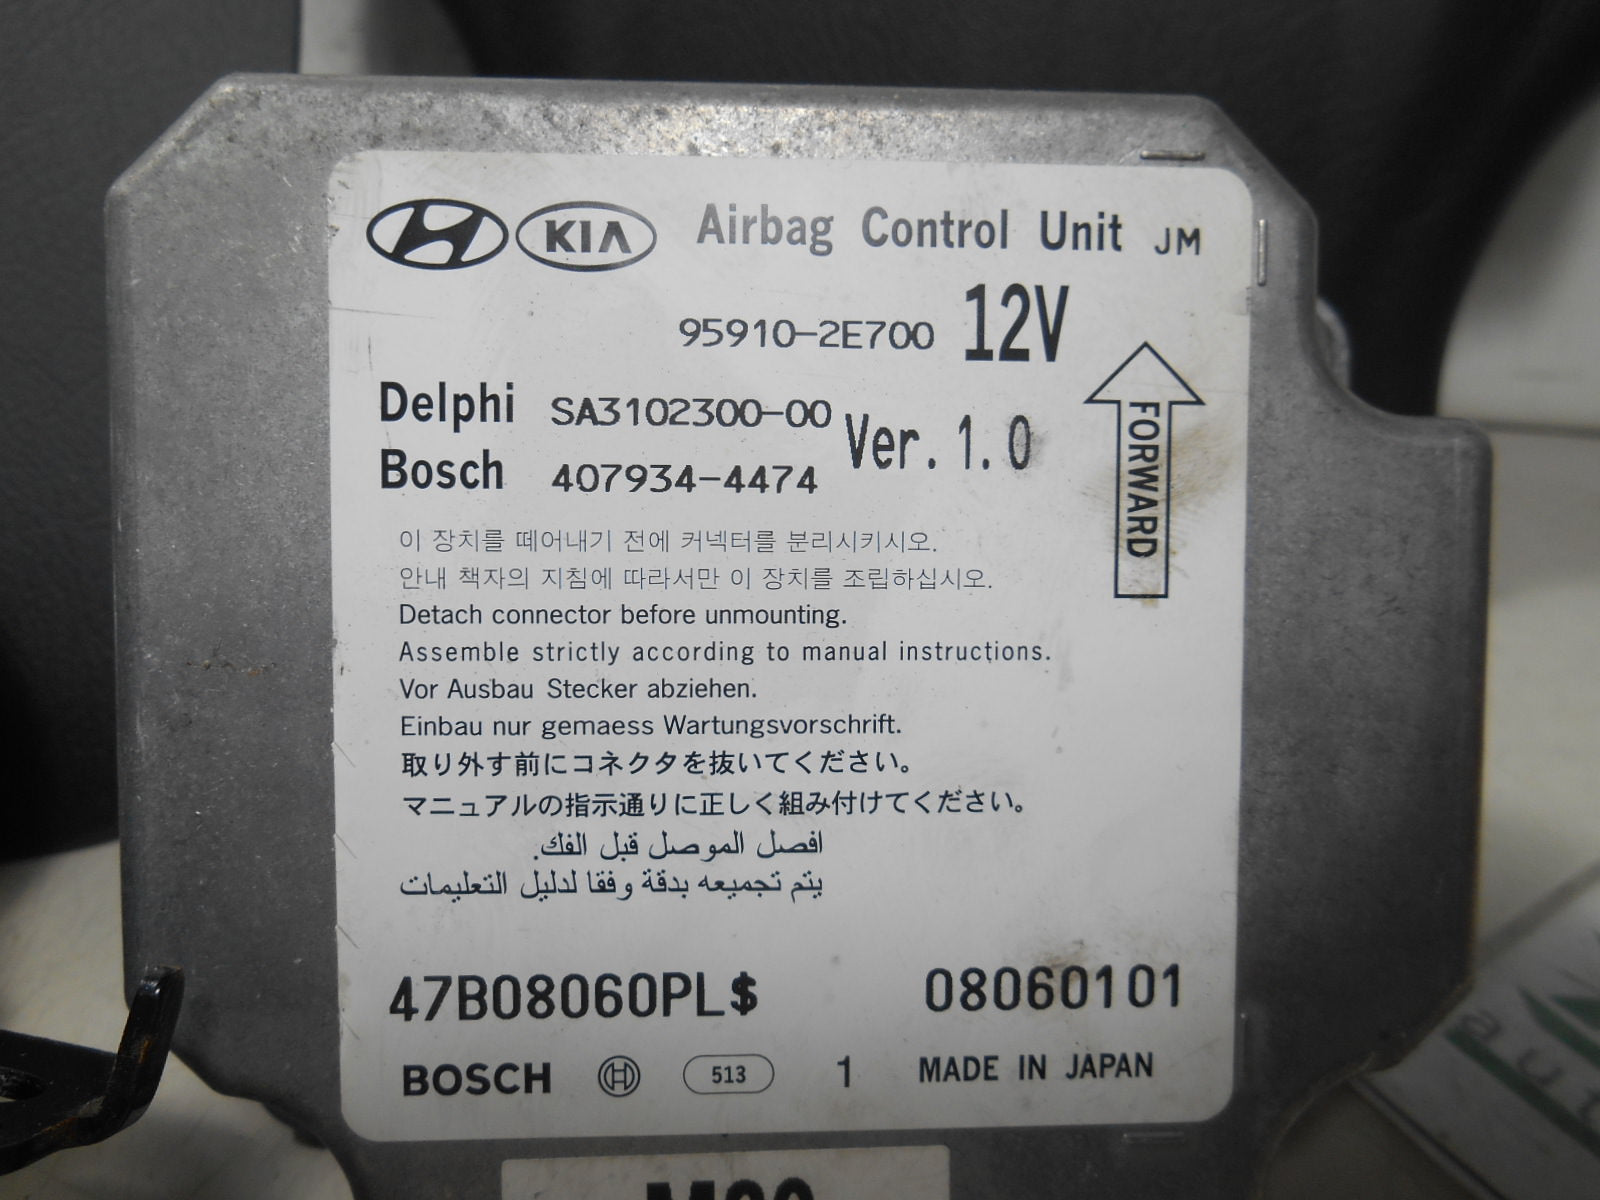 KIA Airbag Control Unit JM
95910-2E700 12V
Delphi SA3102300-00
Ver. 1.0
Bosch 407934-4474
FORWARD
이 장치를 떼어내기 전에 커넥터를 분리시키시오.
안내 책자의 지침에 따라서만 이 장치를 조립하십시오.
Detach connector before unmounting.
Assemble strictly according to manual instructions.
Vor Ausbau Stecker abziehen.
Einbau nur gemaess Wartungsvorschrift.
取り外す前にコネクタを抜いてください。
マニュアルの指示通りに正しく組み付けてください。
افصل الموصل قبل الفك.
يتم تجميعه بدقة وفقا لدليل التعليمات
47B08060PL$ 08060101
BOSCH 513 1 MADE IN JAPAN